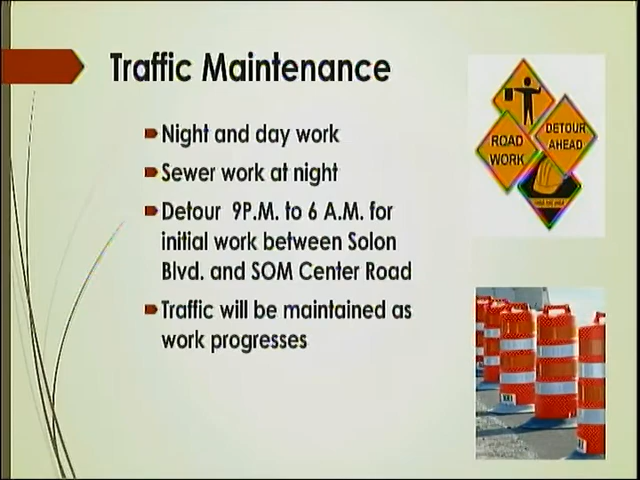 Traffic Maintenance
Night and day work
Sewer work at night
Detour 9P.M. to 6 A.M. for
initial work between Solon
Blvd. and SOM Center Road
Traffic will be maintained as
work progresses
ROAD
WORK
DETOUR
AHEAD